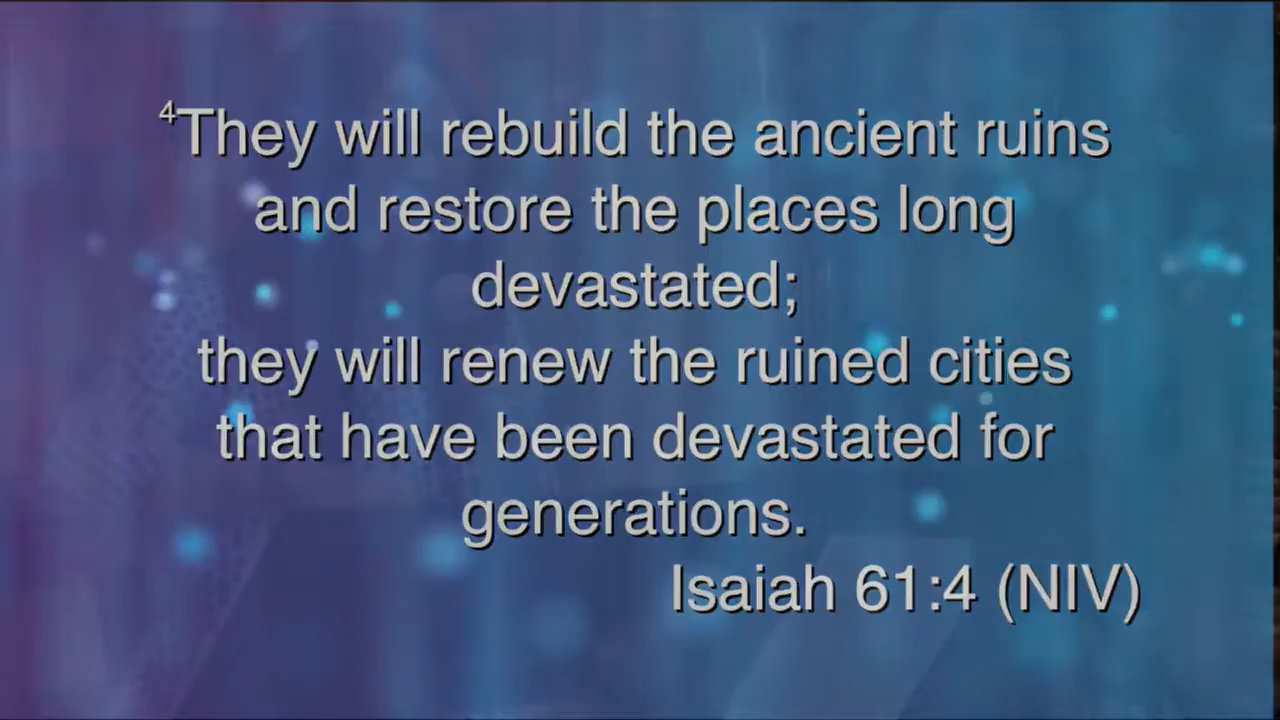 4They will rebuild the ancient ruins
and restore the places long
devastated;
they will renew the ruined cities
that have been devastated for
generations.
Isaiah 61:4 (NIV)